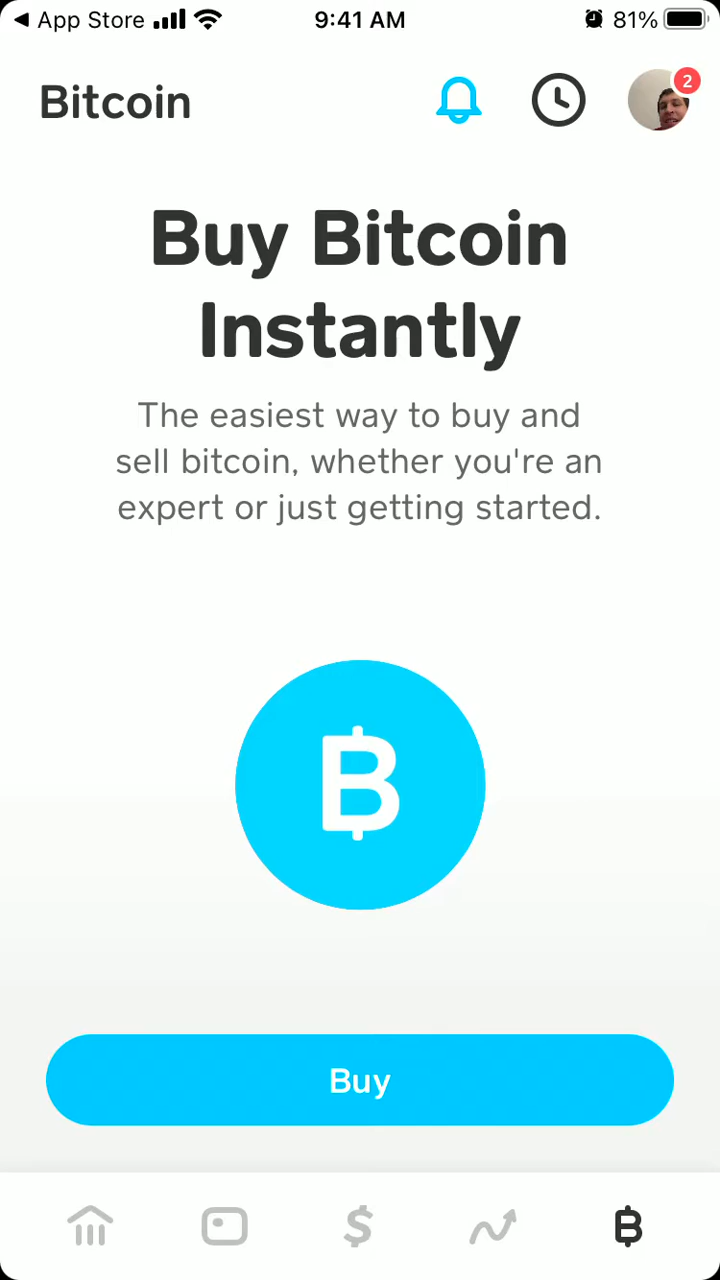 App Store 9:41 AM 81%
Bitcoin 2
Buy Bitcoin
Instantly
The easiest way to buy and
sell bitcoin, whether you're an
expert or just getting started.
Buy